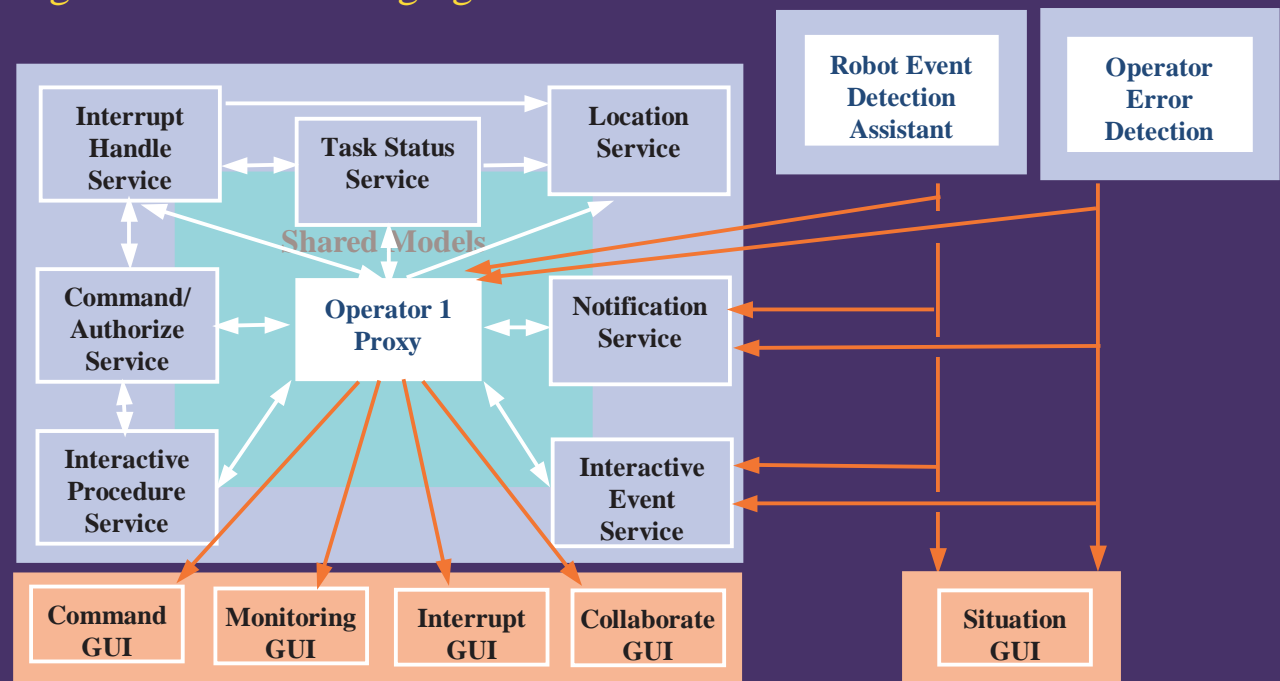 Robot Event
Detection
Assistant
Operator
Error
Detection
Interrupt
Handle
Service
Task Status
Service
Location
Service
Shared Models
Command/
Authorize
Service
Operator 1
Proxy
Notification
Service
Interactive
Procedure
Service
Interactive
Event
Service
Command
GUI
Monitoring
GUI
Interrupt
GUI
Collaborate
GUI
Situation
GUI